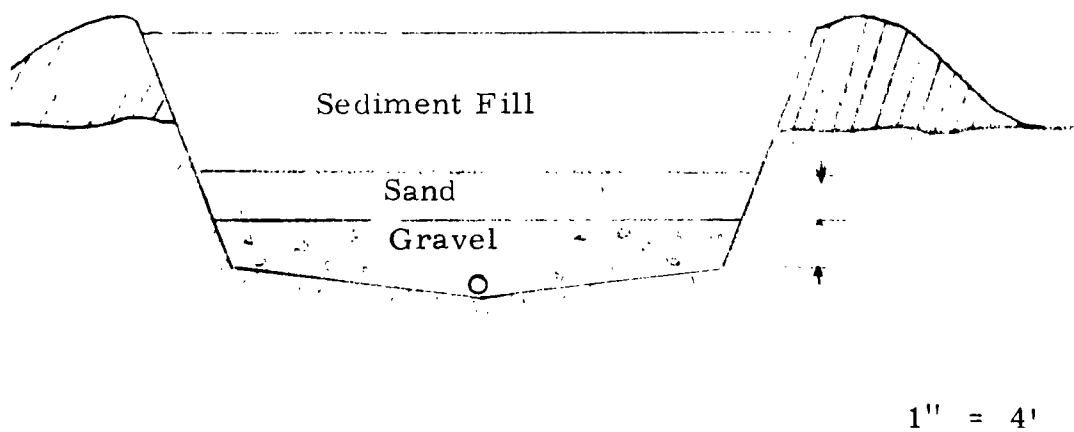 Sediment Fill
Sand
Gravel
1" = 4'